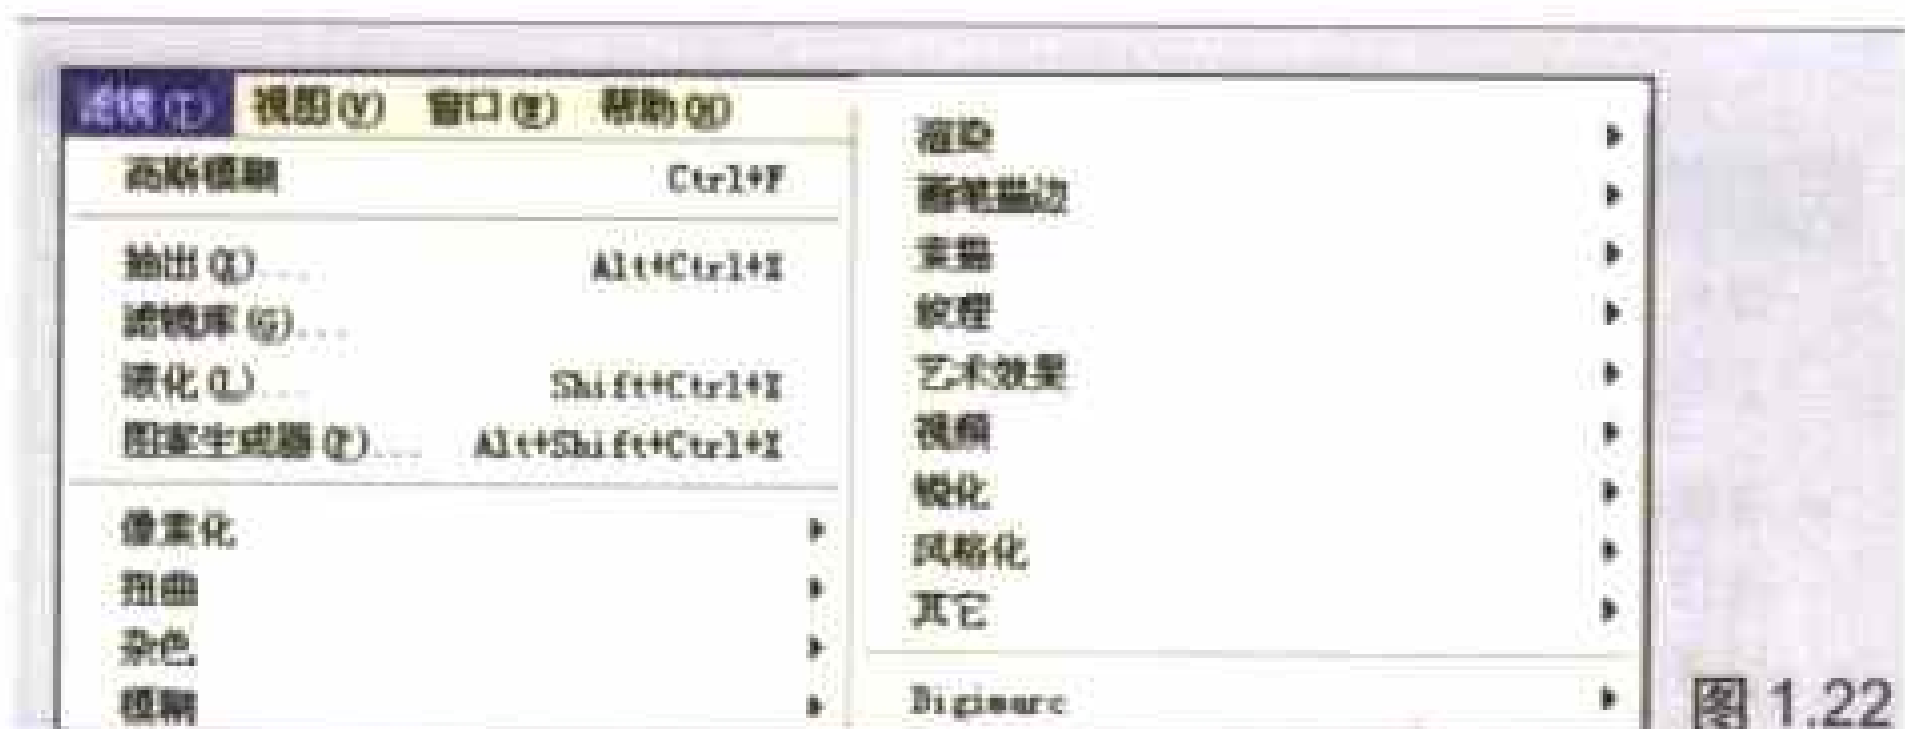 滤镜(T) 视图(V) 窗口(W) 帮助(H)
高斯模糊 Ctrl+F
抽出(X)... Alt+Ctrl+X
滤镜库(G)...
液化(L)... Shift+Ctrl+X
图案生成器(P)... Alt+Shift+Ctrl+X
像素化
扭曲
杂色
模糊
渲染
画笔描边
素描
纹理
艺术效果
视频
锐化
风格化
其它
Digimarc
图 1.22